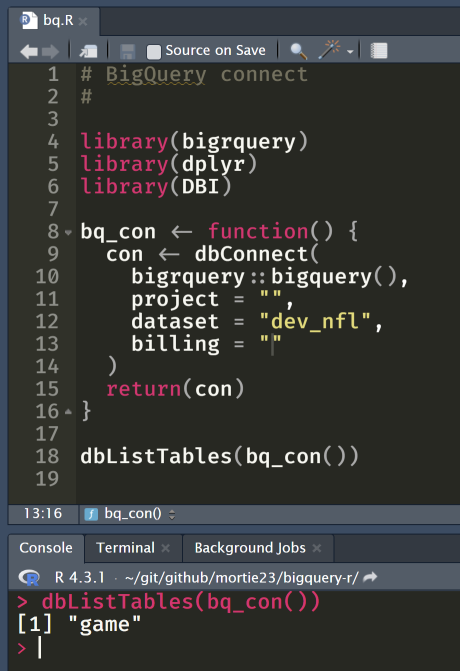 bq.R
Source on Save
1 # BigQuery connect
2 #
3
4 library(bigrquery)
5 library(dplyr)
6 library(DBI)
7
8 bq_con <- function() {
9 con <- dbConnect(
10 bigrquery::bigquery(),
11 project = "",
12 dataset = "dev_nfl",
13 billing = ""
14 )
15 return(con)
16 }
17
18 dbListTables(bq_con())
19
13:16 bq_con()
Console Terminal Background Jobs
R 4.3.1 · ~/git/github/mortie23/bigquery-r/
> dbListTables(bq_con())
[1] "game"
>